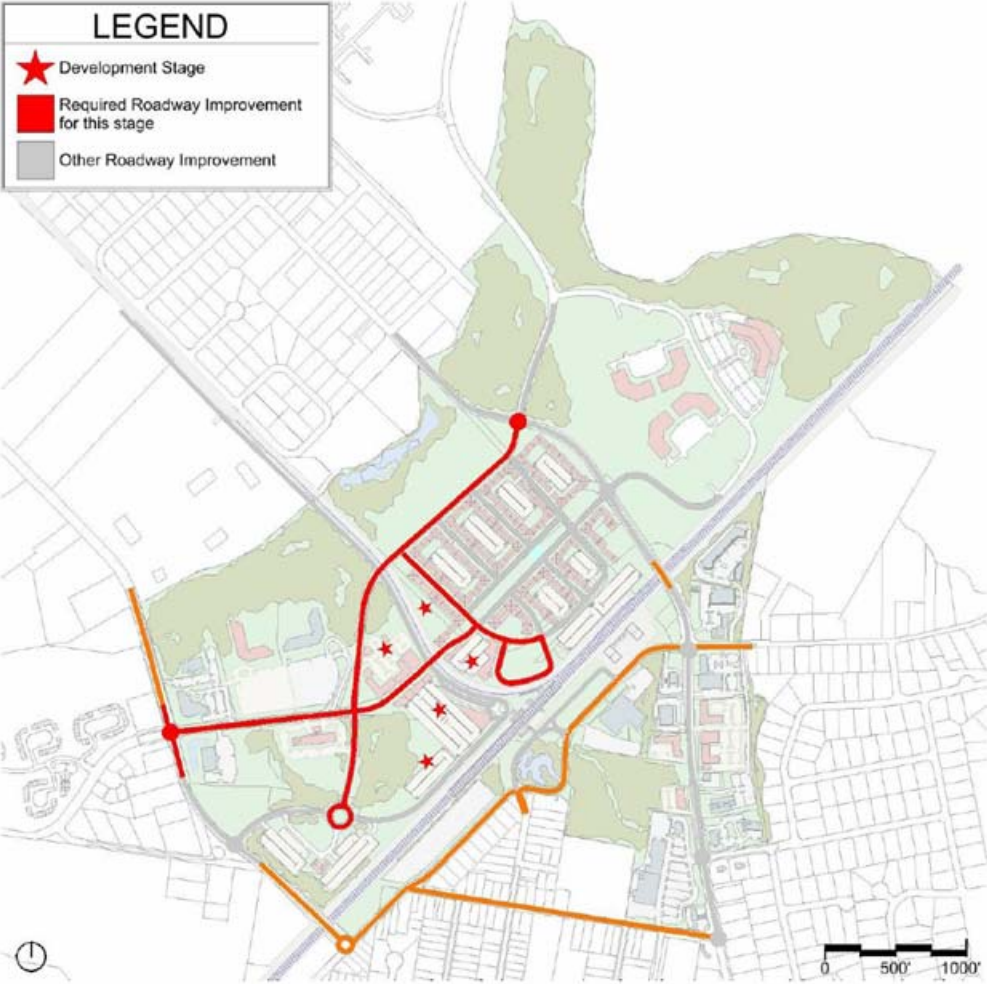 LEGEND
Development Stage
Required Roadway Improvement
for this stage
Other Roadway Improvement
0 500' 1000'